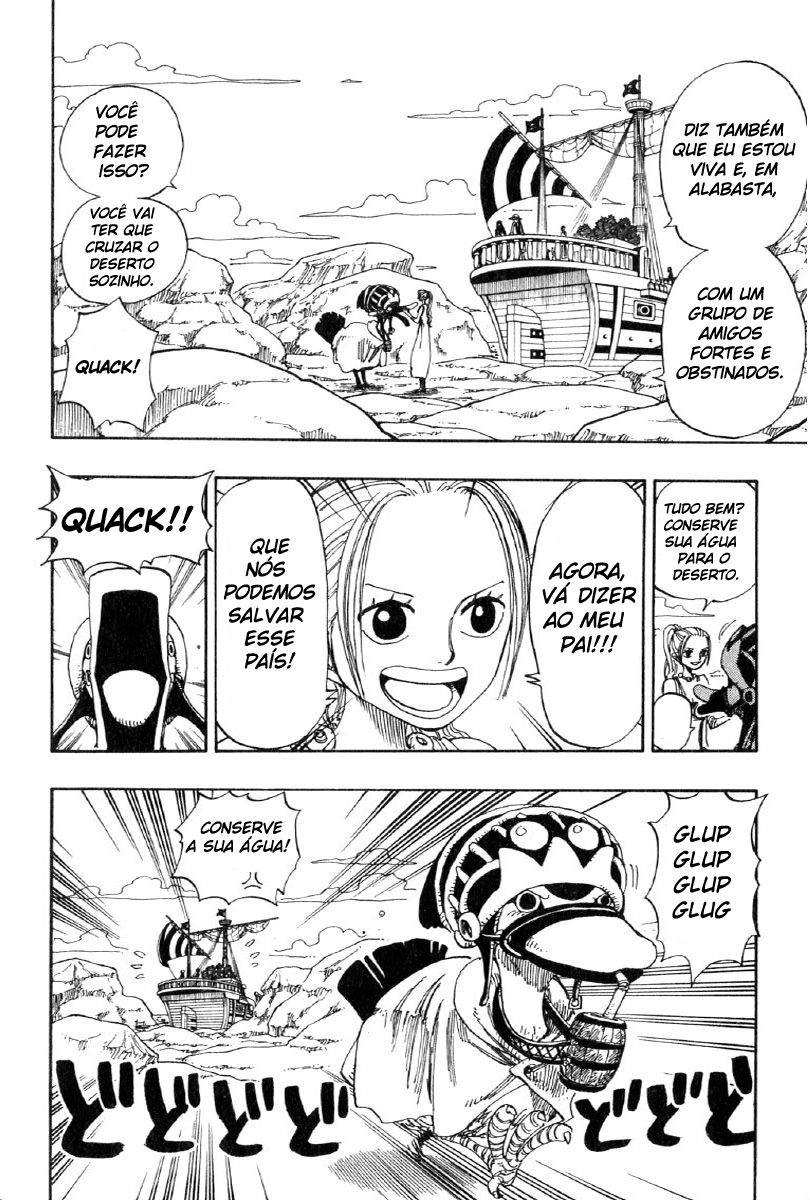 DIZ TAMBÉM
QUE EU ESTOU
VIVA E, EM
ALABASTA,
COM UM
GRUPO DE
AMIGOS
FORTES E
OBSTINADOS.
VOCÊ
PODE
FAZER
ISSO?
VOCÊ VAI
TER QUE
CRUZAR O
DESERTO
SOZINHO.
QUACK!
TUDO BEM?
CONSERVE
SUA ÁGUA
PARA O
DESERTO.
AGORA,
VÁ DIZER
AO MEU
PAI!!!
QUE
NÓS
PODEMOS
SALVAR
ESSE
PAÍS!
QUACK!!
GLUP
GLUP
GLUP
GLUG
CONSERVE
A SUA ÁGUA!
ドドドド
ドドド